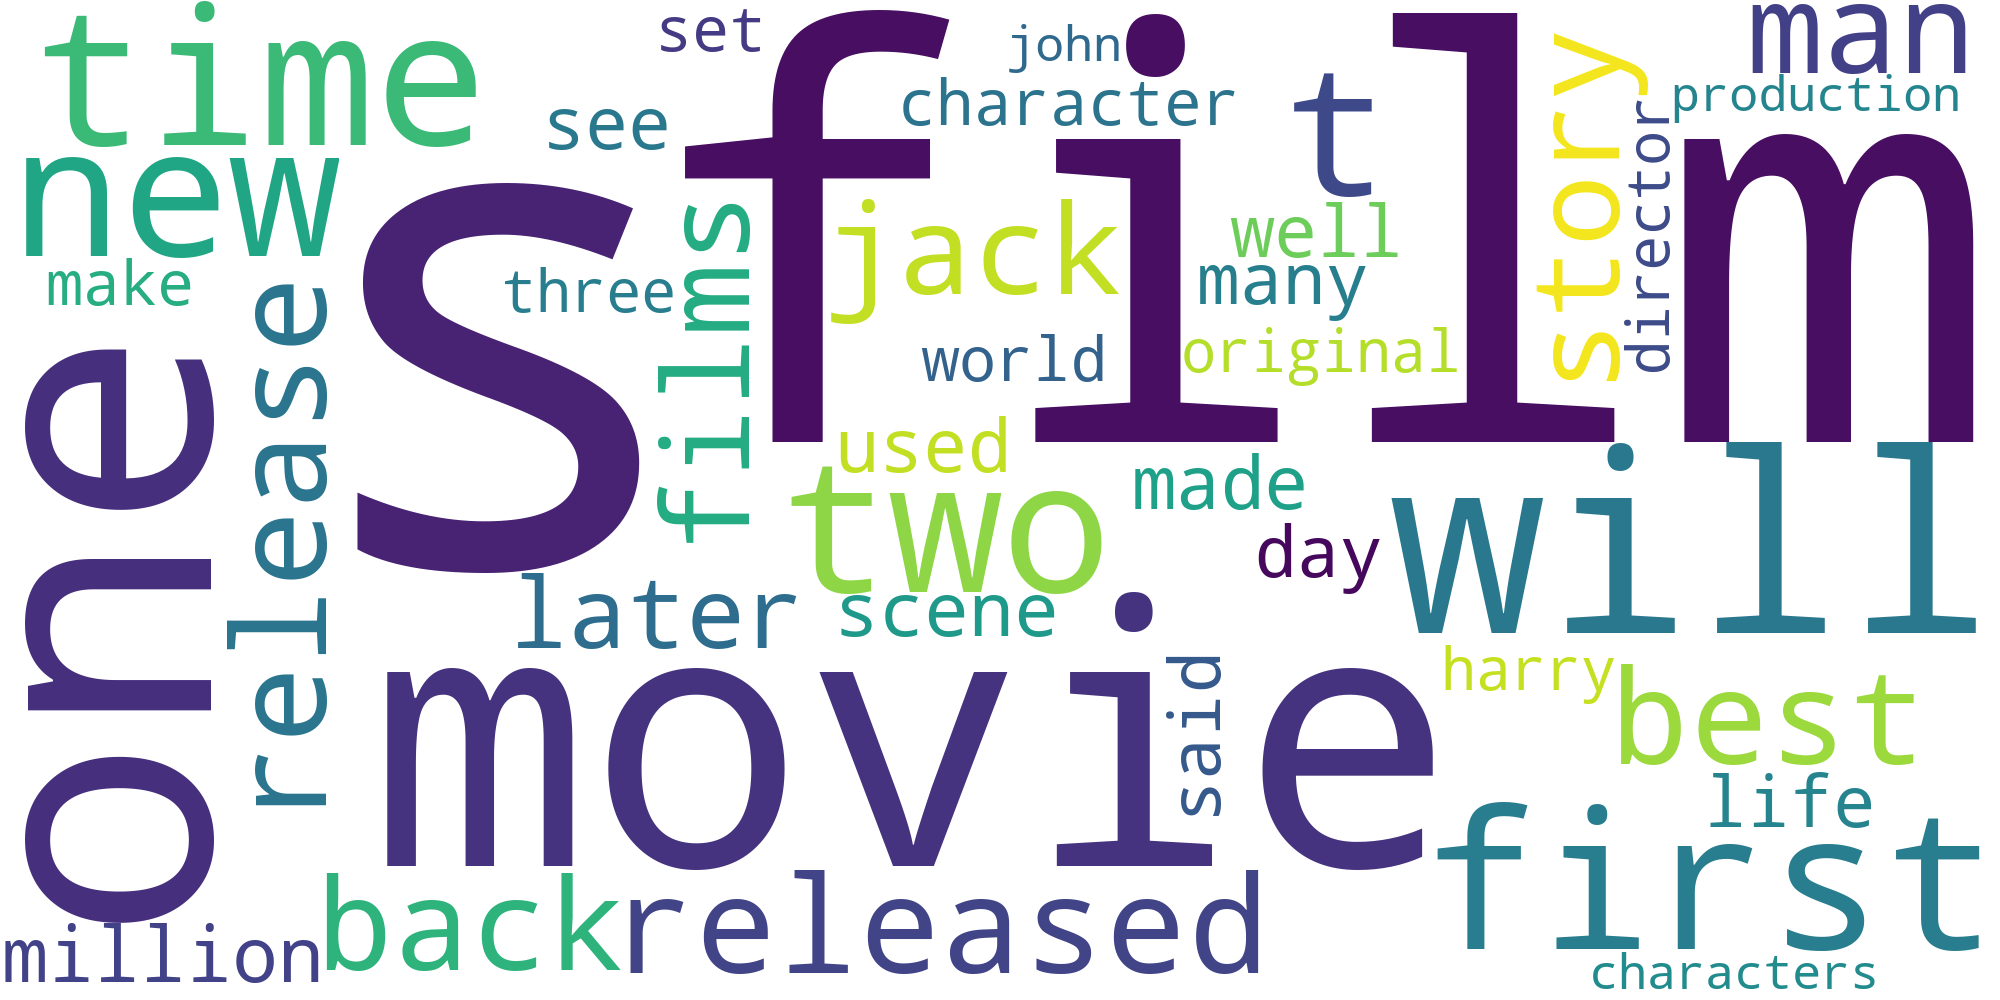 time
set
john
man
film
see
character
t
story
production
new
s
films
jack
well
director
make
release
three
many
world
original
one
used
two
made
will
day
later
scene
movie
said
harry
best
life
first
back
released
million
characters